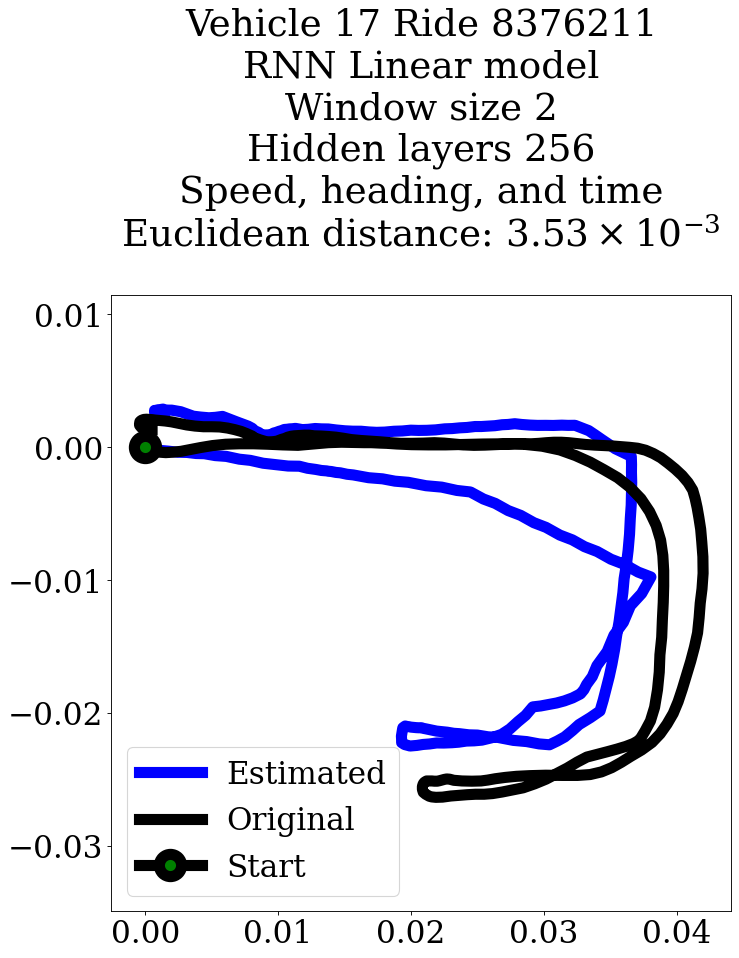 Vehicle 17 Ride 8376211
RNN Linear model
Window size 2
Hidden layers 256
Speed, heading, and time
Euclidean distance: 3.53 × 10⁻³
0.01
0.00
−0.01
−0.02
−0.03
Estimated
Original
Start
0.00 0.01 0.02 0.03 0.04